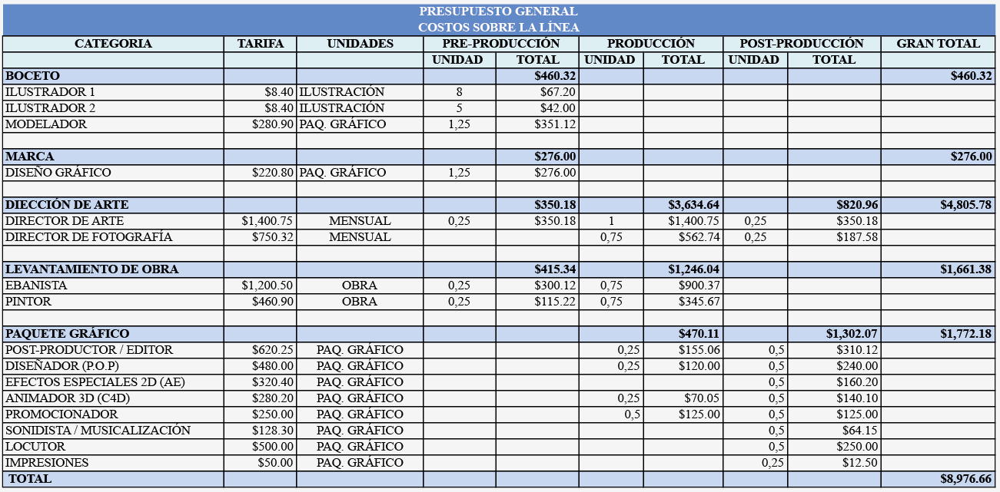 PRESUPUESTO GENERAL
COSTOS SOBRE LA LÍNEA
CATEGORIA TARIFA UNIDADES PRE-PRODUCCIÓN PRODUCCIÓN POST-PRODUCCIÓN GRAN TOTAL
UNIDAD TOTAL UNIDAD TOTAL UNIDAD TOTAL
BOCETO $460.32 $460.32
ILUSTRADOR 1 $8.40 ILUSTRACIÓN 8 $67.20
ILUSTRADOR 2 $8.40 ILUSTRACIÓN 5 $42.00
MODELADOR $280.90 PAQ. GRÁFICO 1,25 $351.12
MARCA $276.00 $276.00
DISEÑO GRÁFICO $220.80 PAQ. GRÁFICO 1,25 $276.00
DIECCIÓN DE ARTE $350.18 $3,634.64 $820.96 $4,805.78
DIRECTOR DE ARTE $1,400.75 MENSUAL 0,25 $350.18 1 $1,400.75 0,25 $350.18
DIRECTOR DE FOTOGRAFÍA $750.32 MENSUAL 0,75 $562.74 0,25 $187.58
LEVANTAMIENTO DE OBRA $415.34 $1,246.04 $1,661.38
EBANISTA $1,200.50 OBRA 0,25 $300.12 0,75 $900.37
PINTOR $460.90 OBRA 0,25 $115.22 0,75 $345.67
PAQUETE GRÁFICO $470.11 $1,302.07 $1,772.18
POST-PRODUCTOR / EDITOR $620.25 PAQ. GRÁFICO 0,25 $155.06 0,5 $310.12
DISEÑADOR (P.O.P) $480.00 PAQ. GRÁFICO 0,25 $120.00 0,5 $240.00
EFECTOS ESPECIALES 2D (AE) $320.40 PAQ. GRÁFICO 0,5 $160.20
ANIMADOR 3D (C4D) $280.20 PAQ. GRÁFICO 0,25 $70.05 0,5 $140.10
PROMOCIONADOR $250.00 PAQ. GRÁFICO 0,5 $125.00 0,5 $125.00
SONIDISTA / MUSICALIZACIÓN $128.30 PAQ. GRÁFICO 0,5 $64.15
LOCUTOR $500.00 PAQ. GRÁFICO 0,5 $250.00
IMPRESIONES $50.00 PAQ. GRÁFICO 0,25 $12.50
TOTAL $8,976.66